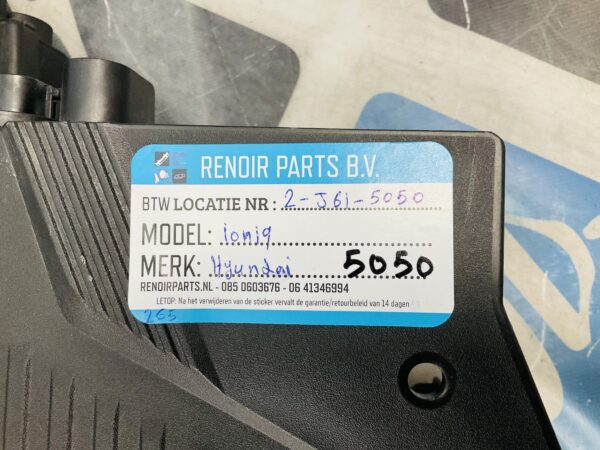 RENOIR PARTS B.V.
BTW LOCATIE NR : 2-J61-5050
MODEL: ioniq
MERK: Hyundai 5050
RENOIRPARTS.NL - 085 0603676 - 06 41346994
LETOP: Na het verwijderen van de sticker vervalt de garantie/retourbeleid van 14 dagen
265